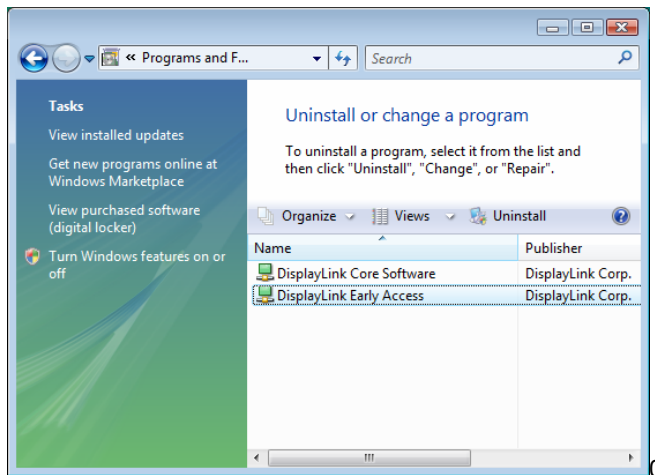 « Programs and F...
Search
Tasks
View installed updates
Get new programs online at
Windows Marketplace
View purchased software
(digital locker)
Turn Windows features on or
off
Uninstall or change a program
To uninstall a program, select it from the list and
then click "Uninstall", "Change", or "Repair".
Organize Views Uninstall
Name Publisher
DisplayLink Core Software DisplayLink Corp.
DisplayLink Early Access DisplayLink Corp.